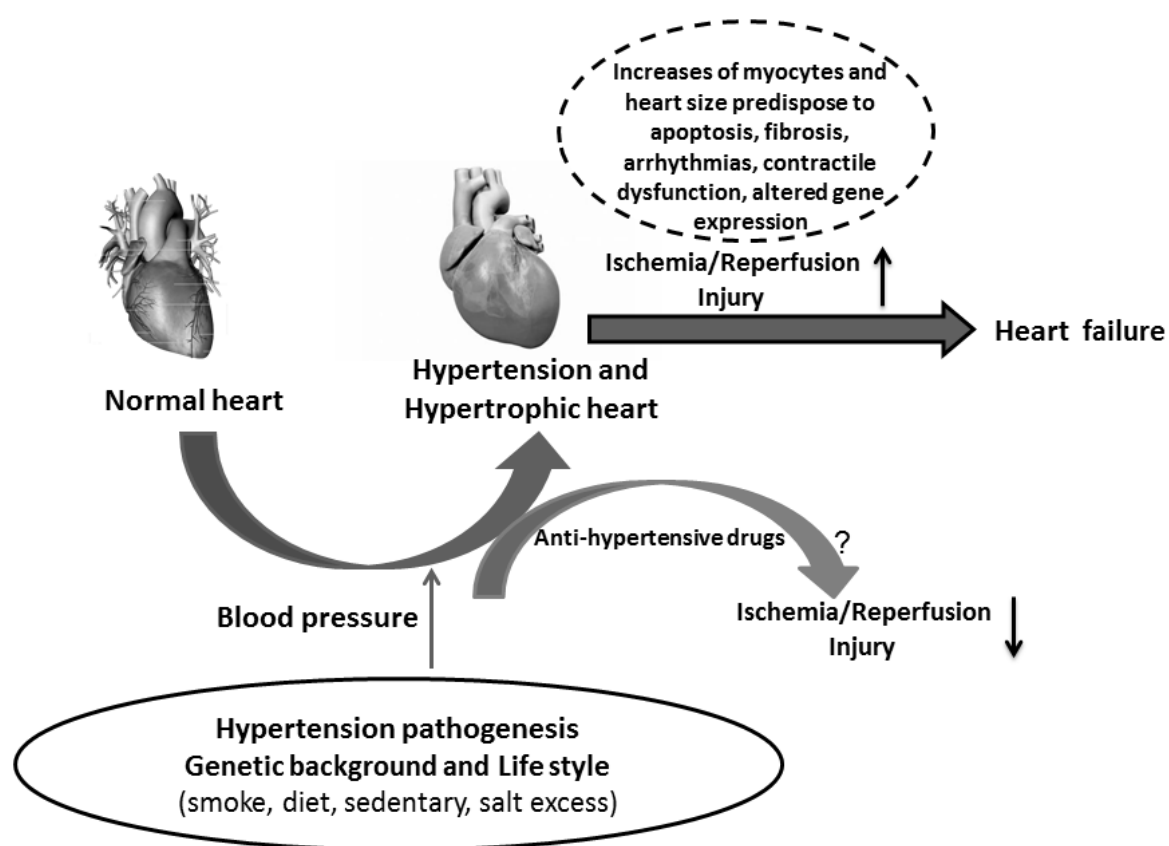 Increases of myocytes and
heart size predispose to
apoptosis, fibrosis,
arrhythmias, contractile
dysfunction, altered gene
expression
Ischemia/Reperfusion
Injury
Heart failure
Normal heart
Hypertension and
Hypertrophic heart
Anti-hypertensive drugs
?
Blood pressure
Ischemia/Reperfusion
Injury
Hypertension pathogenesis
Genetic background and Life style
(smoke, diet, sedentary, salt excess)